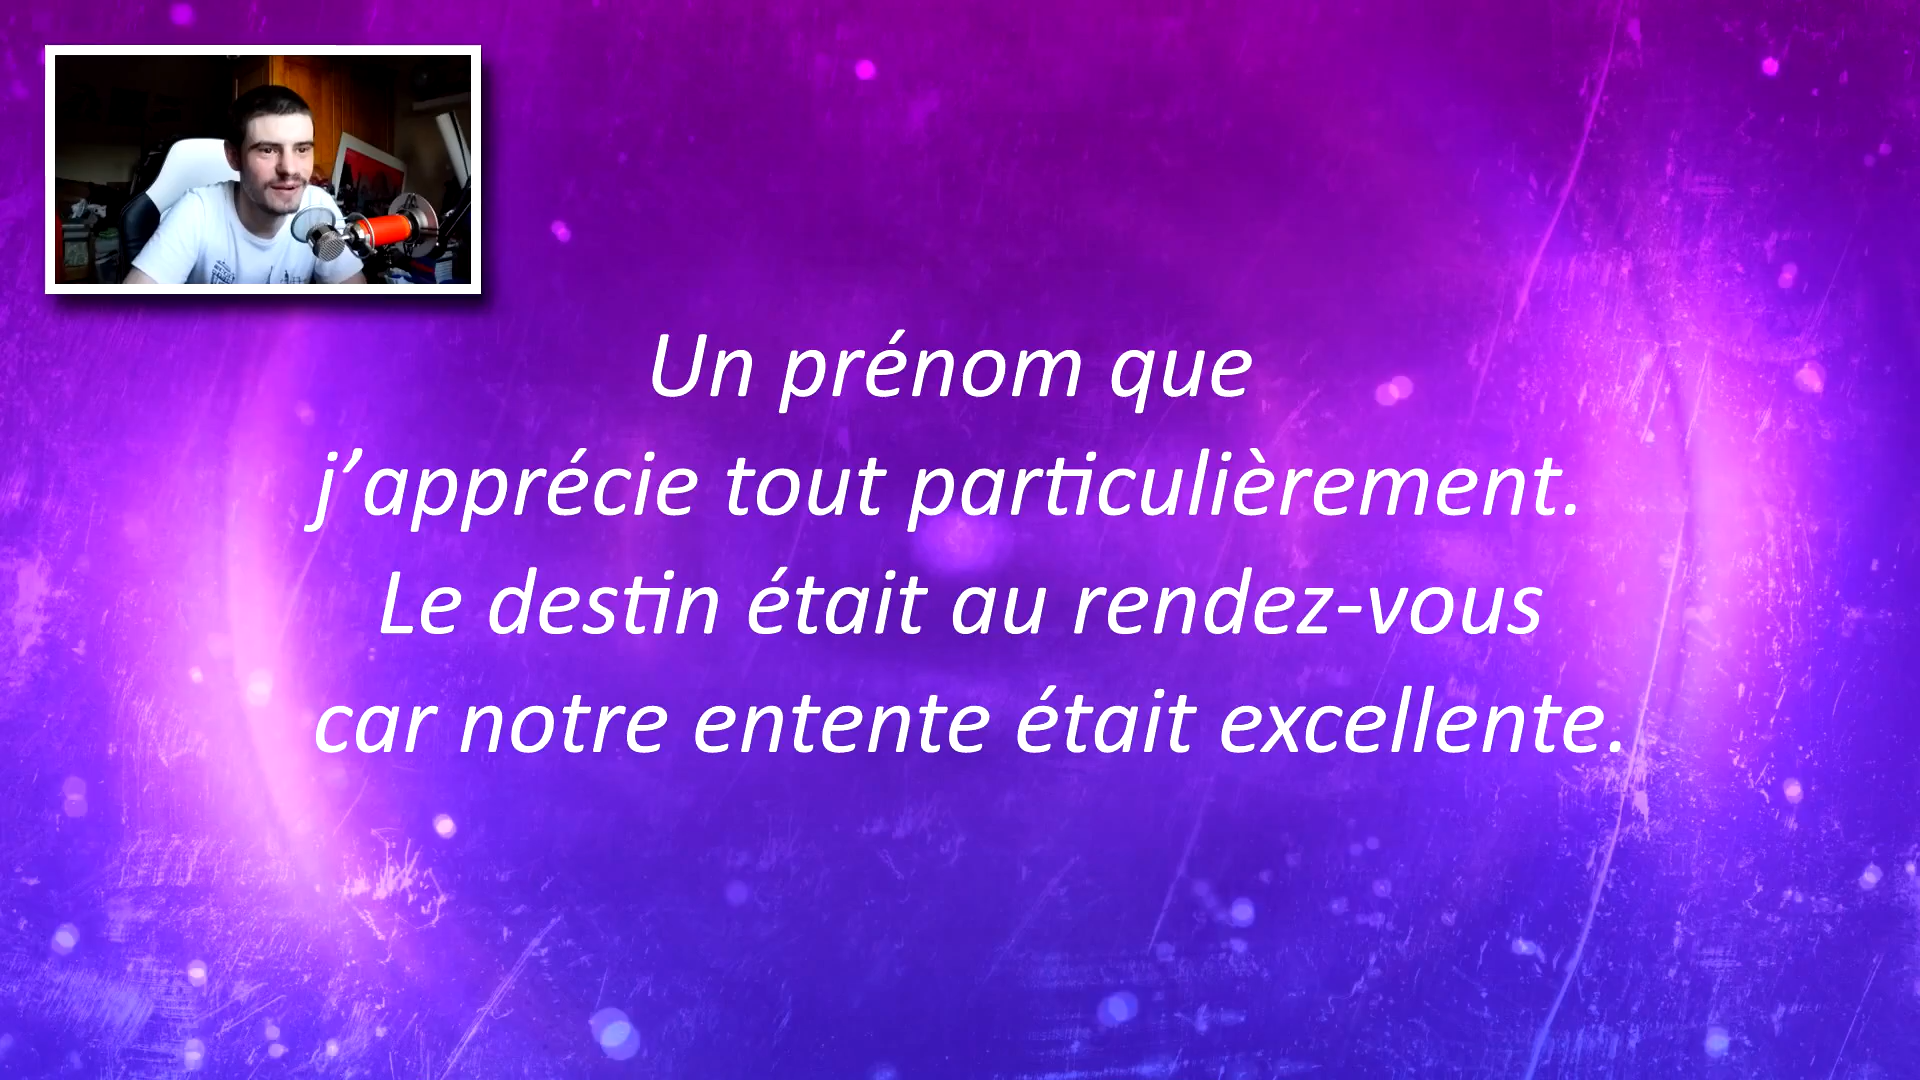 Un prénom que
j’apprécie tout particulièrement.
Le destin était au rendez-vous
car notre entente était excellente.